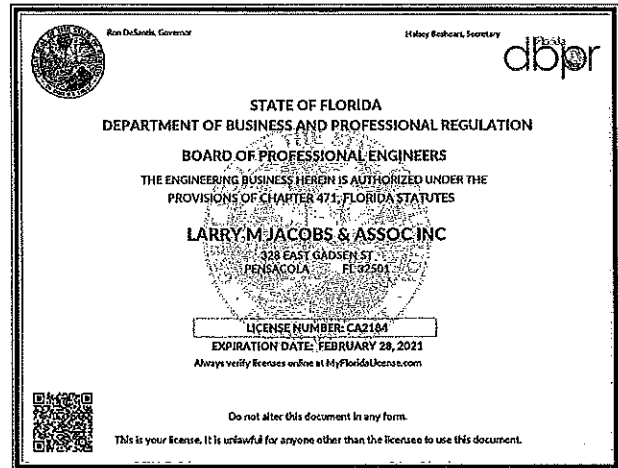 Ron DeSantis, Governor
Halsey Beshears, Secretary
dbpr
STATE OF FLORIDA
DEPARTMENT OF BUSINESS AND PROFESSIONAL REGULATION
BOARD OF PROFESSIONAL ENGINEERS
THE ENGINEERING BUSINESS HEREIN IS AUTHORIZED UNDER THE
PROVISIONS OF CHAPTER 471, FLORIDA STATUTES
LARRY M JACOBS & ASSOC INC
328 EAST GADSEN ST
PENSACOLA FL 32501
LICENSE NUMBER: CA2184
EXPIRATION DATE: FEBRUARY 28, 2021
Always verify licenses online at MyFloridaLicense.com
Do not alter this document in any form.
This is your license. It is unlawful for anyone other than the licensee to use this document.